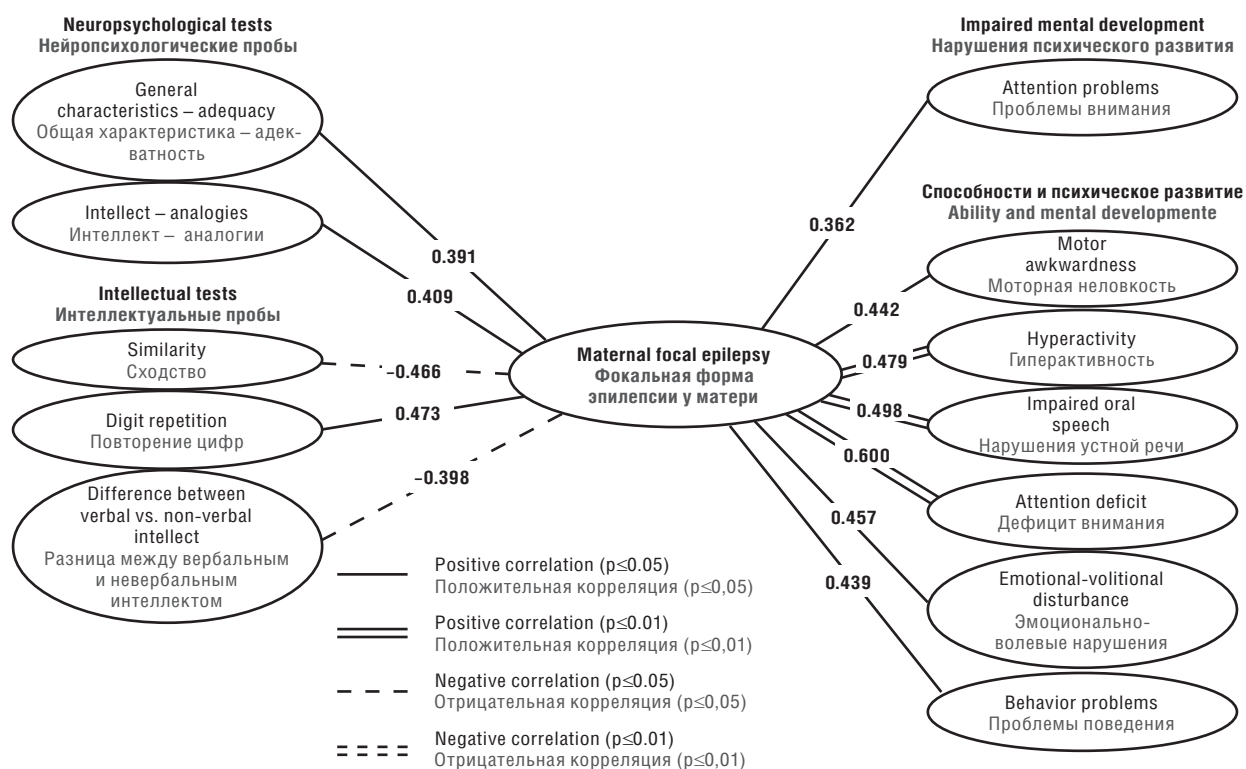 Neuropsychological tests
Нейропсихологические пробы
General
characteristics – adequacy
Общая характеристика – адек-
ватность
Intellect – analogies
Интеллект – аналогии
Intellectual tests
Интеллектуальные пробы
Similarity
Сходство
Digit repetition
Повторение цифр
Difference between
verbal vs. non-verbal
intellect
Разница между вербальным
и невербальным
интеллектом
0.391
0.409
–0.466
0.473
–0.398
Maternal focal epilepsy
Фокальная форма
эпилепсии у матери
0.362
0.442
0.479
0.498
0.600
0.457
0.439
Impaired mental development
Нарушения психического развития
Attention problems
Проблемы внимания
Способности и психическое развитие
Ability and mental developmente
Motor
awkwardness
Моторная неловкость
Hyperactivity
Гиперактивность
Impaired oral
speech
Нарушения устной речи
Attention deficit
Дефицит внимания
Emotional-volitional
disturbance
Эмоционально-
волевые нарушения
Behavior problems
Проблемы поведения
Positive correlation (p≤0.05)
Положительная корреляция (p≤0,05)
Positive correlation (p≤0.01)
Положительная корреляция (p≤0,01)
Negative correlation (p≤0.05)
Отрицательная корреляция (p≤0,05)
Negative correlation (p≤0.01)
Отрицательная корреляция (p≤0,01)